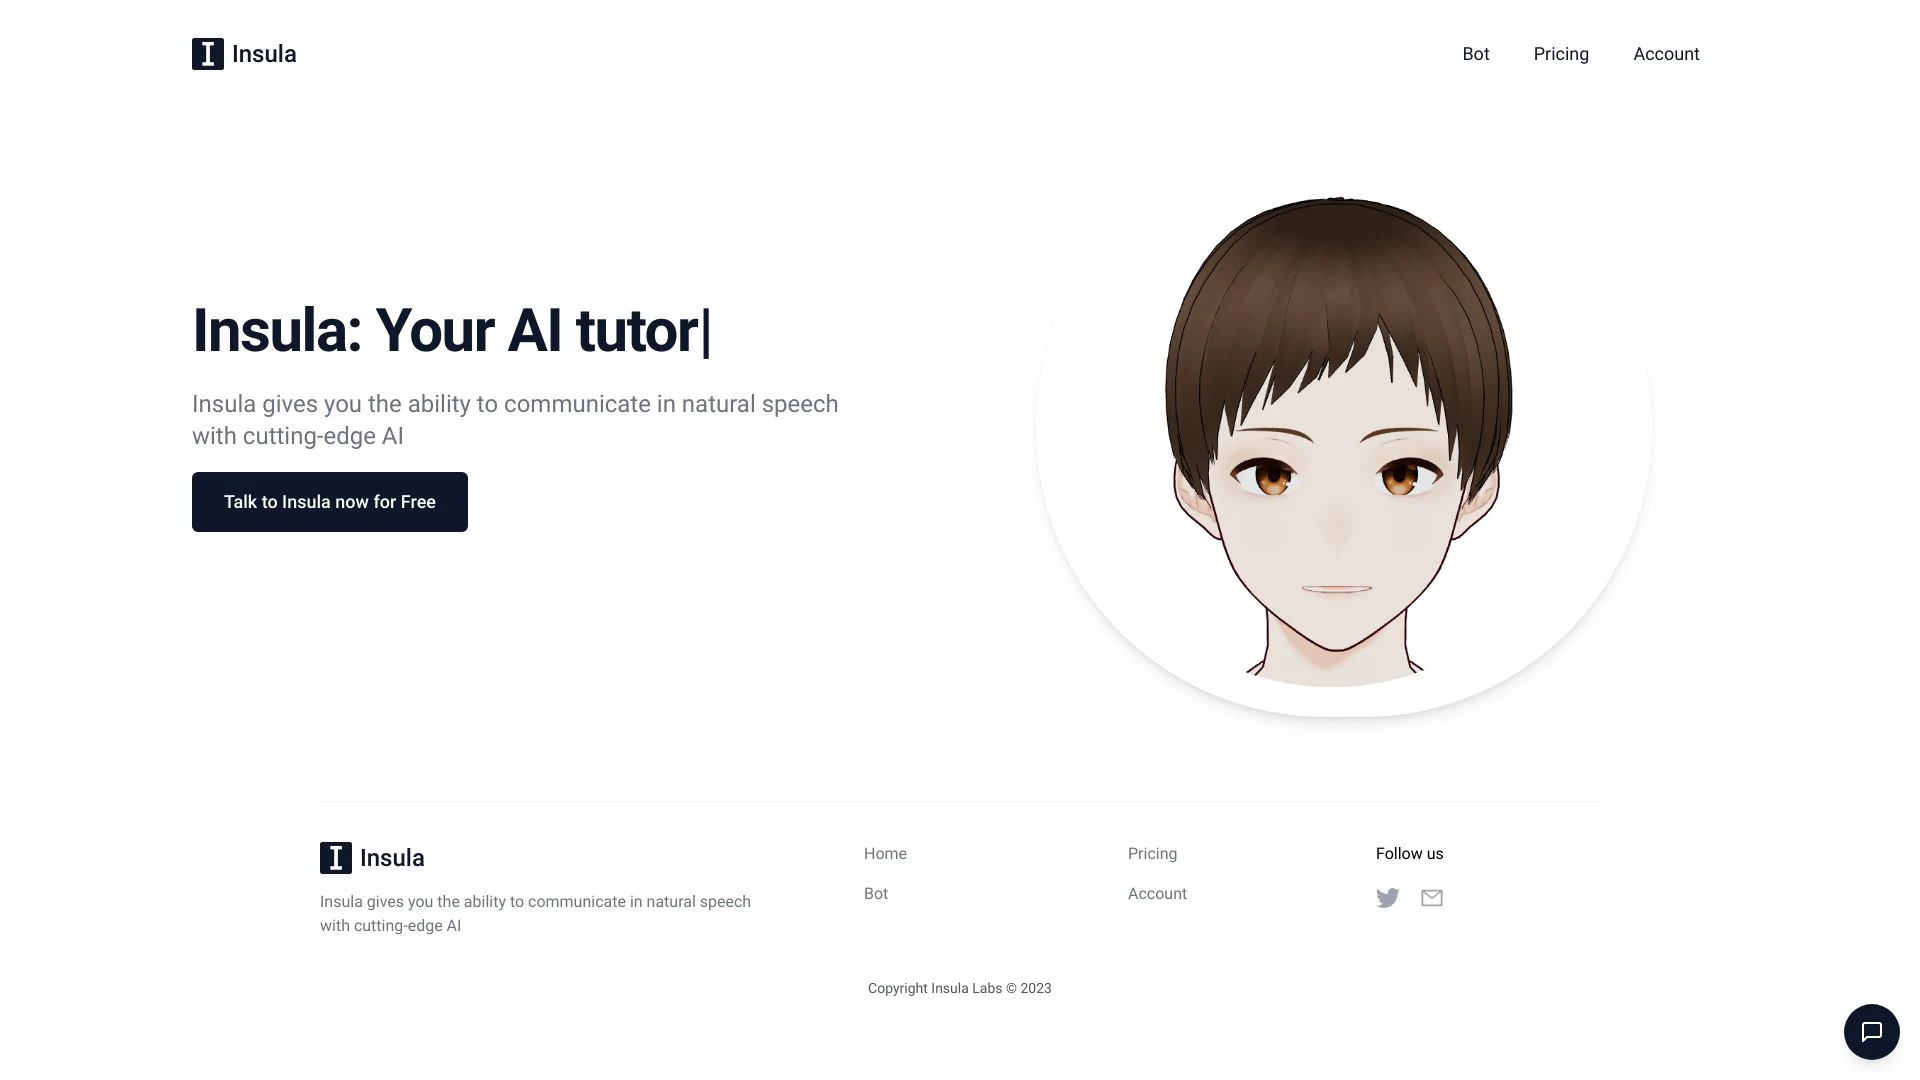 Insula
Bot
Pricing
Account
Insula: Your AI tutor|
Insula gives you the ability to communicate in natural speech
with cutting-edge AI
Talk to Insula now for Free
Insula
Insula gives you the ability to communicate in natural speech
with cutting-edge AI
Home
Bot
Pricing
Account
Follow us
Copyright Insula Labs © 2023